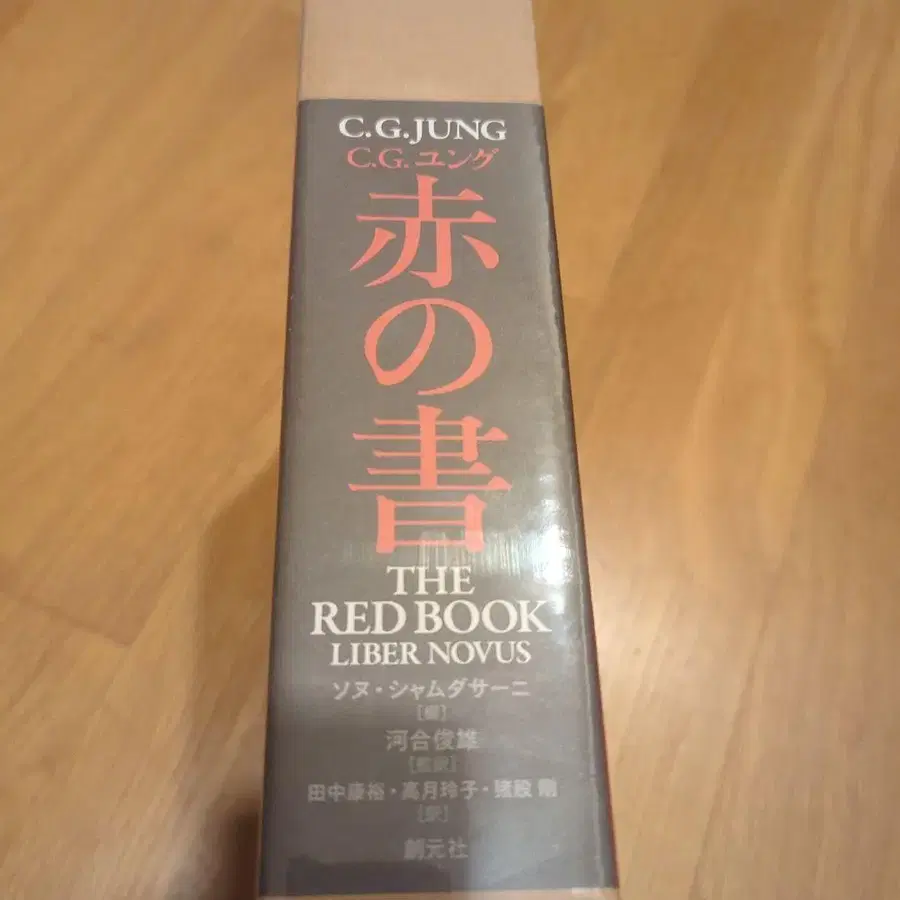 C.G.JUNG
C.G.ユング
赤の書
THE
RED BOOK
LIBER NOVUS
ソヌ・シャムダサーニ
[編]
河合俊雄
[監訳]
田中康裕・高月玲子・猪股剛
[訳]
創元社